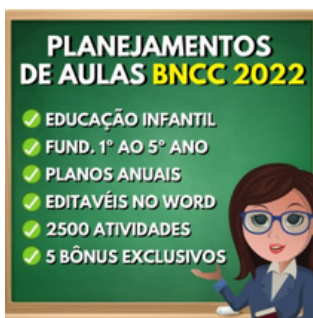 PLANEJAMENTOS
DE AULAS BNCC 2022
EDUCAÇÃO INFANTIL
FUND. 1º AO 5º ANO
PLANOS ANUAIS
EDITAVÉIS NO WORD
2500 ATIVIDADES
5 BÔNUS EXCLUSIVOS